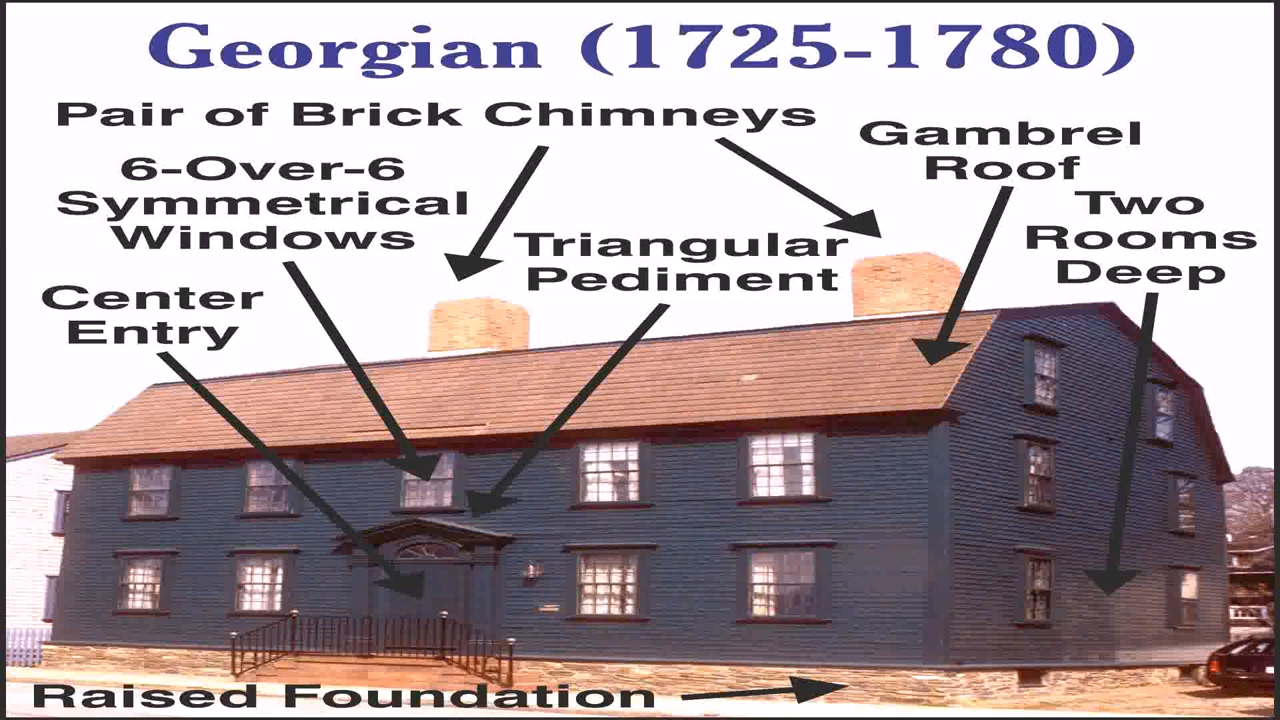 Georgian (1725-1780)
Pair of Brick Chimneys
6-Over-6
Symmetrical
Windows
Center
Entry
Triangular
Pediment
Gambrel
Roof
Two
Rooms
Deep
Raised Foundation